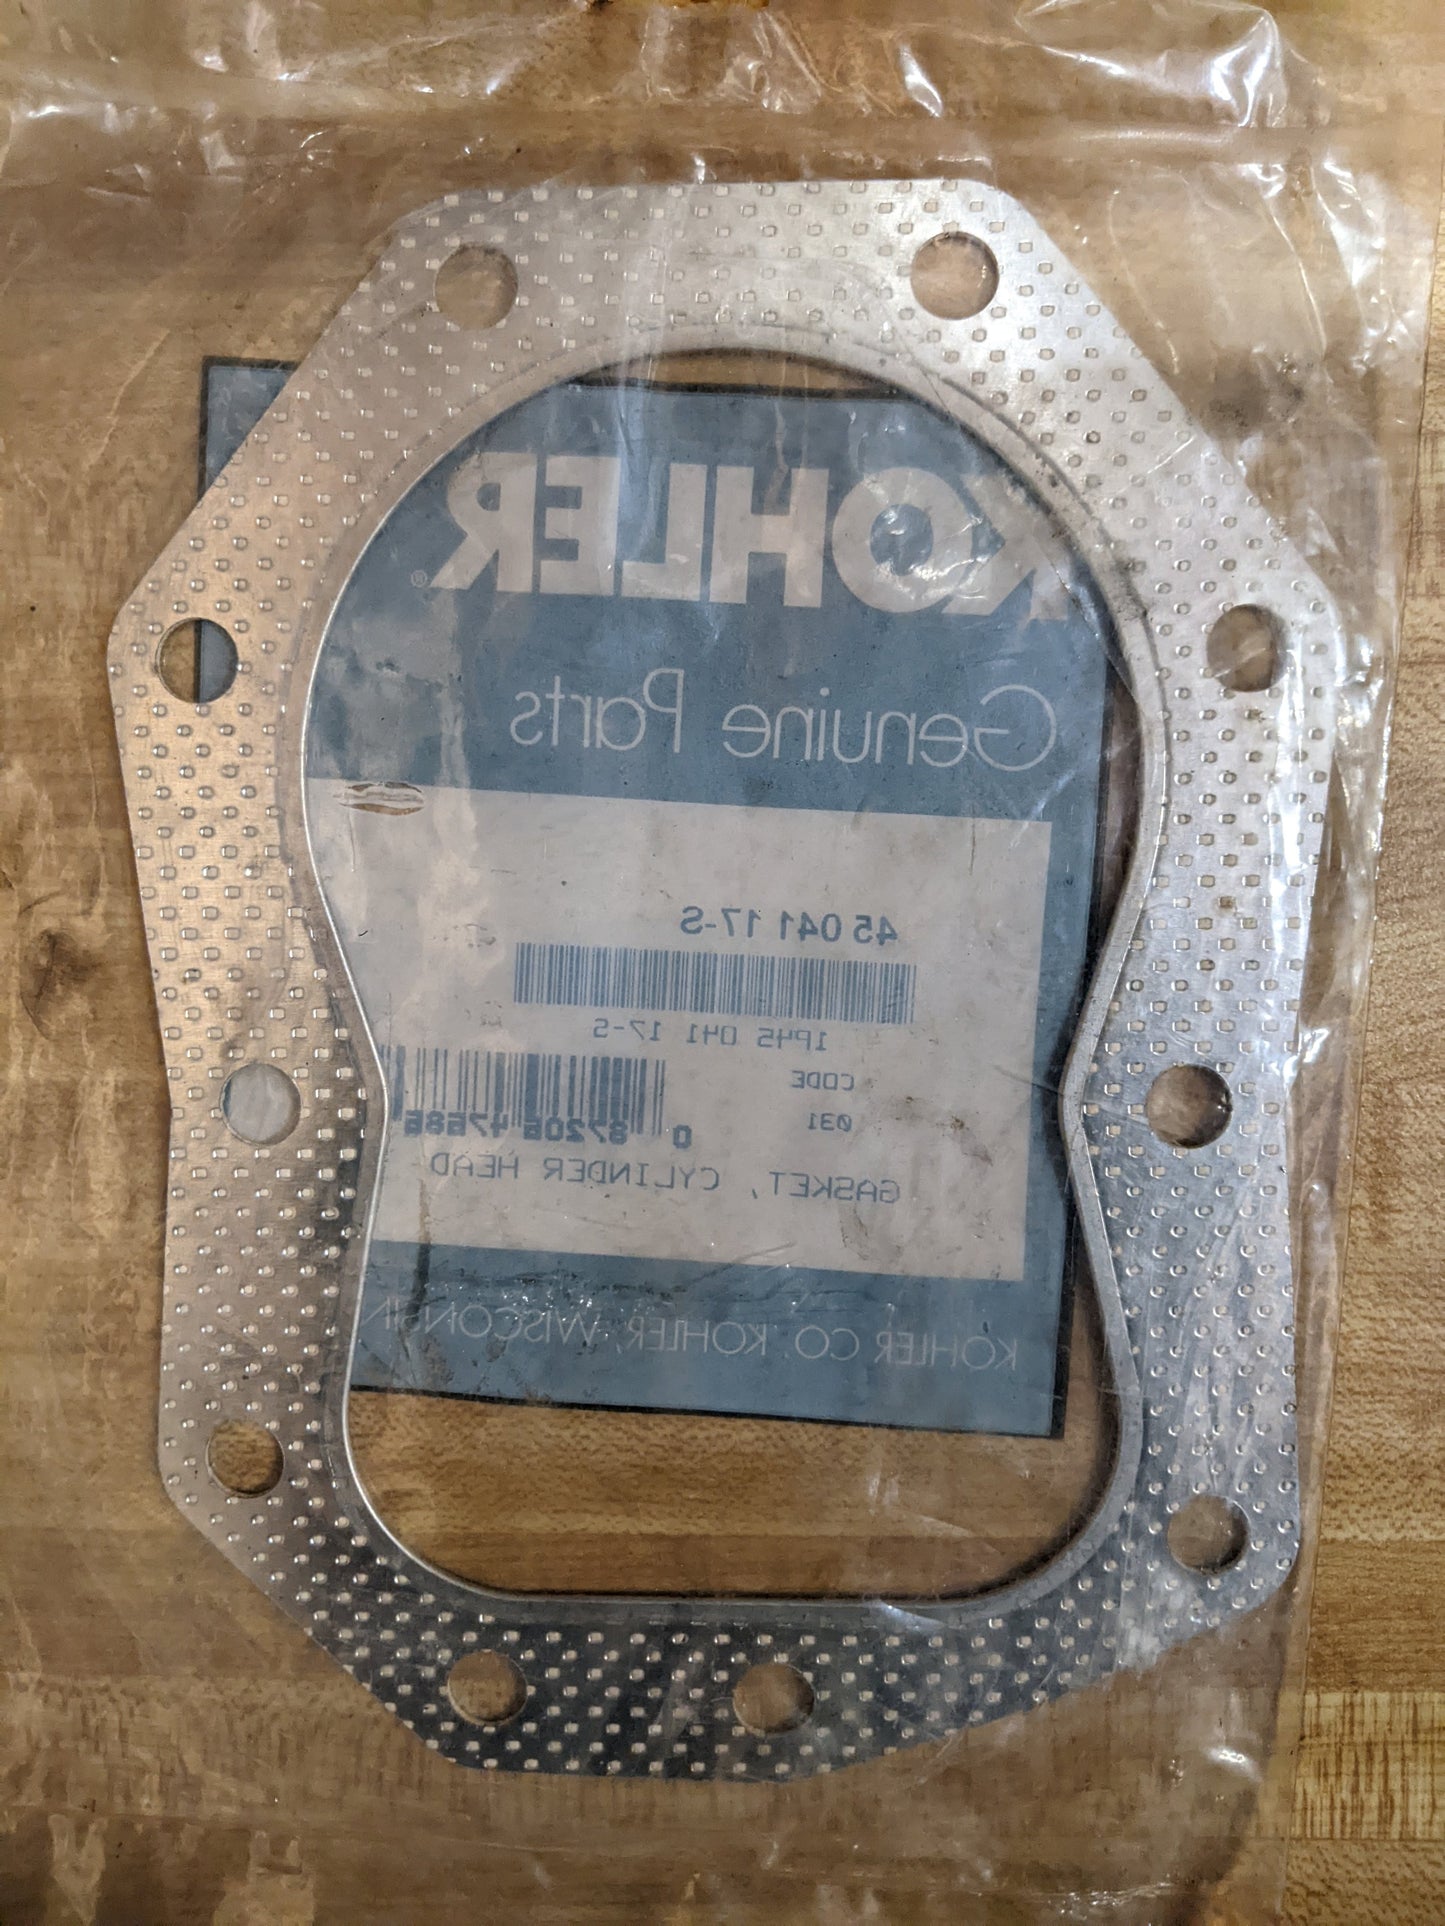 KOHLER®
Genuine Parts
45 041 17-S
1P45 041 17-S
CODE
031
0 87206 47586
GASKET, CYLINDER HEAD
KOHLER CO. KOHLER, WISCONSIN